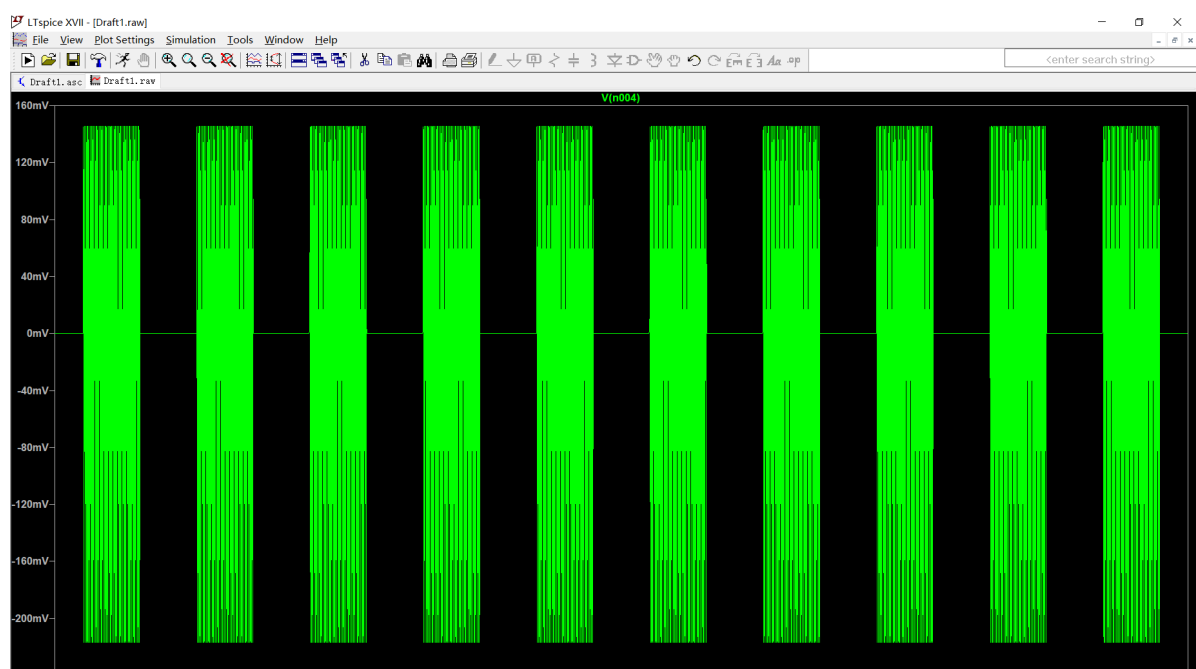 LTspice XVII - [Draft1.raw]
File View Plot Settings Simulation Tools Window Help
<enter search string>
Draft1.asc Draft1.raw
V(n004)
160mV
120mV
80mV
40mV
0mV
-40mV
-80mV
-120mV
-160mV
-200mV